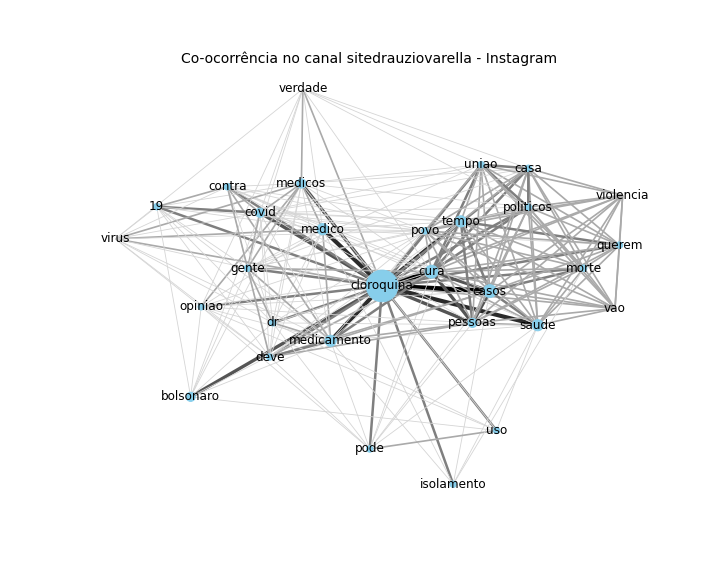 Co-ocorrência no canal sitedrauziovarella - Instagram
verdade
uniao
casa
contra
medicos
violencia
19
covid
politicos
tempo
medico
povo
virus
querem
gente
cura
morte
cloroquina
casos
opiniao
vao
dr
pessoas
saude
medicamento
deve
bolsonaro
uso
pode
isolamento